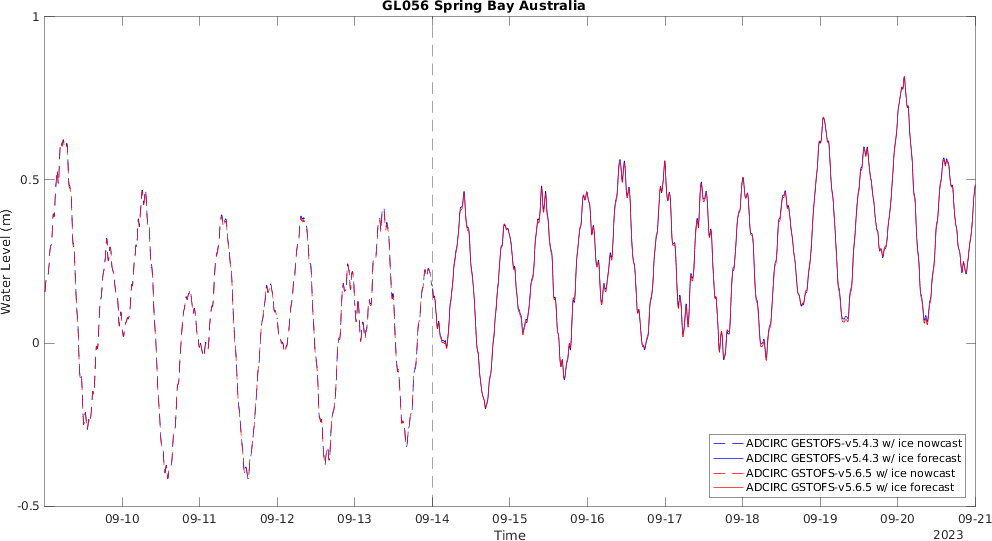 GL056 Spring Bay Australia
1
0.5
0
-0.5
Water Level (m)
09-10 09-11 09-12 09-13 09-14 09-15 09-16 09-17 09-18 09-19 09-20 09-21
Time
2023
ADCIRC GESTOFS-v5.4.3 w/ ice nowcast
ADCIRC GESTOFS-v5.4.3 w/ ice forecast
ADCIRC GSTOFS-v5.6.5 w/ ice nowcast
ADCIRC GSTOFS-v5.6.5 w/ ice forecast